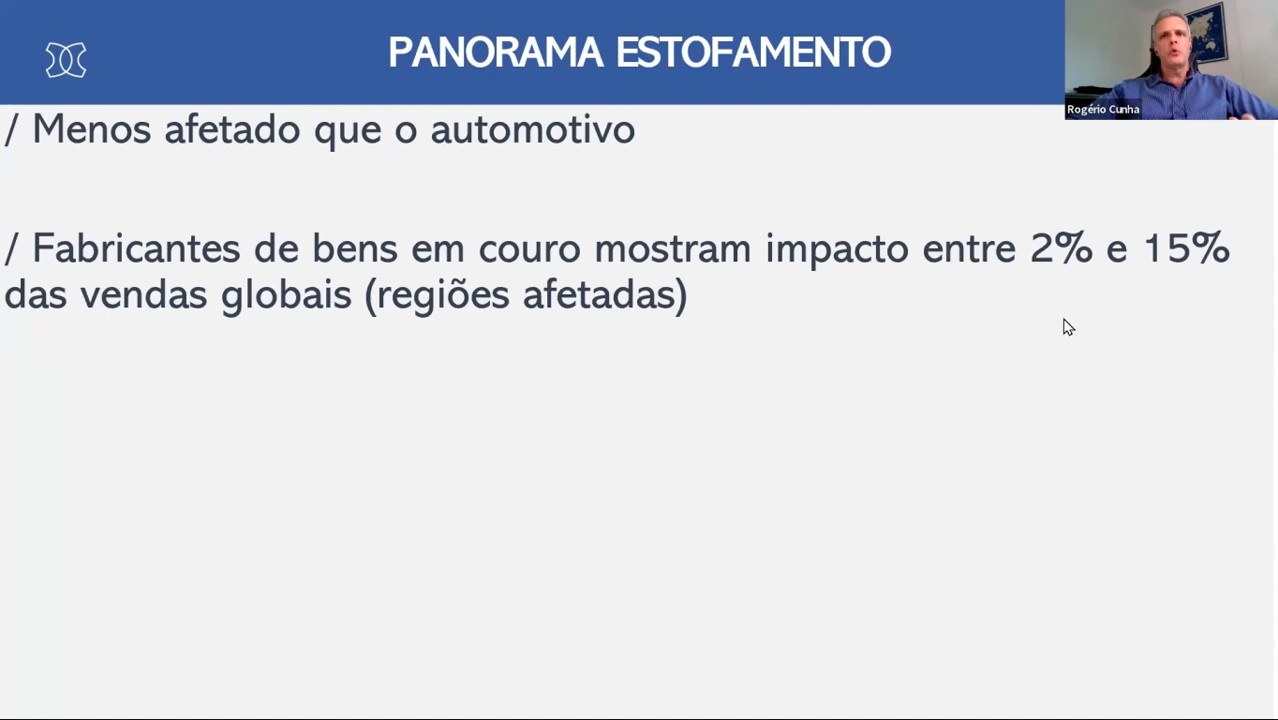 PANORAMA ESTOFAMENTO
Rogério Cunha
/ Menos afetado que o automotivo
/ Fabricantes de bens em couro mostram impacto entre 2% e 15%
das vendas globais (regiões afetadas)